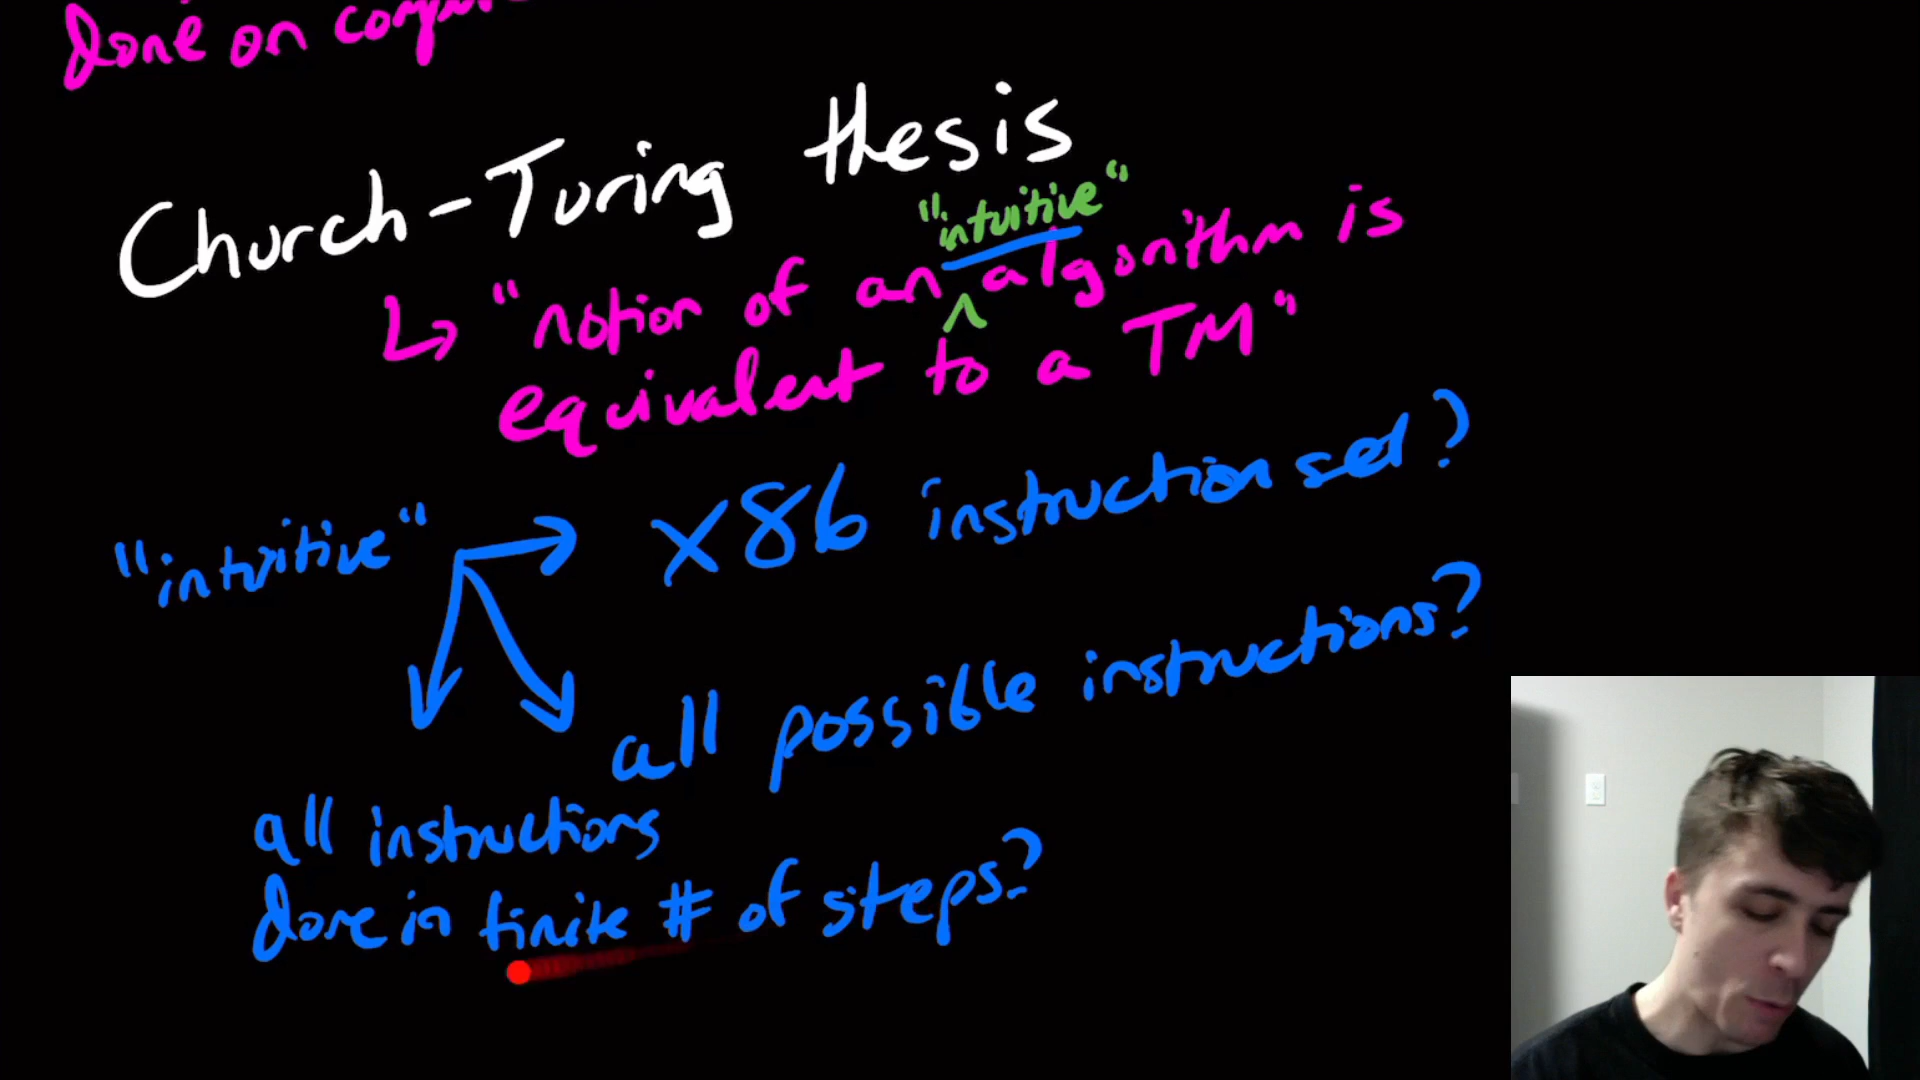 done on
Church-Turing thesis
"intuitive"
↳ "notion of an ^ algorithm is
equivalent to a TM"
"intuitive" → x86 instruction set?
all possible instructions?
all instructions
done in finite # of steps?